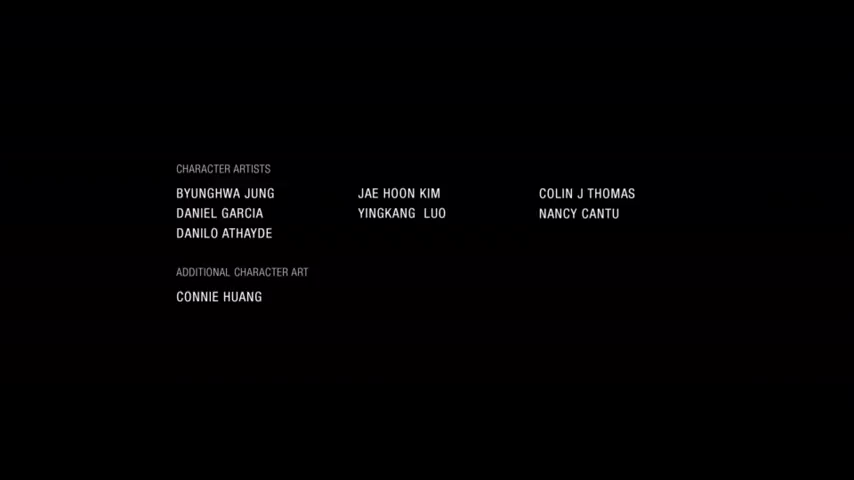 CHARACTER ARTISTS
BYUNGHWA JUNG JAE HOON KIM COLIN J THOMAS
DANIEL GARCIA YINGKANG LUO NANCY CANTU
DANILO ATHAYDE
ADDITIONAL CHARACTER ART
CONNIE HUANG